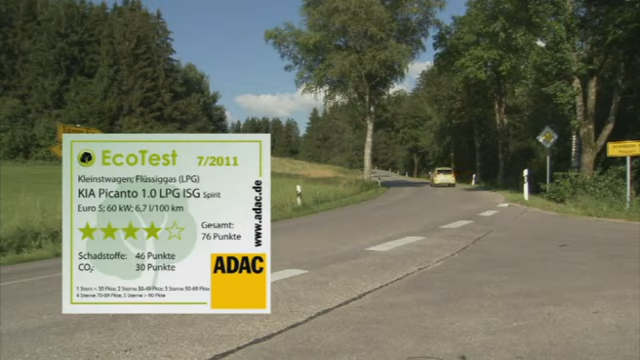 EcoTest 7/2011
Kleinstwagen; Flüssiggas (LPG)
KIA Picanto 1.0 LPG ISG Spirit
Euro 5; 60 kW; 6,7 l/100 km
Gesamt:
76 Punkte
Schadstoffe: 46 Punkte
CO₂: 30 Punkte
www.adac.de
ADAC